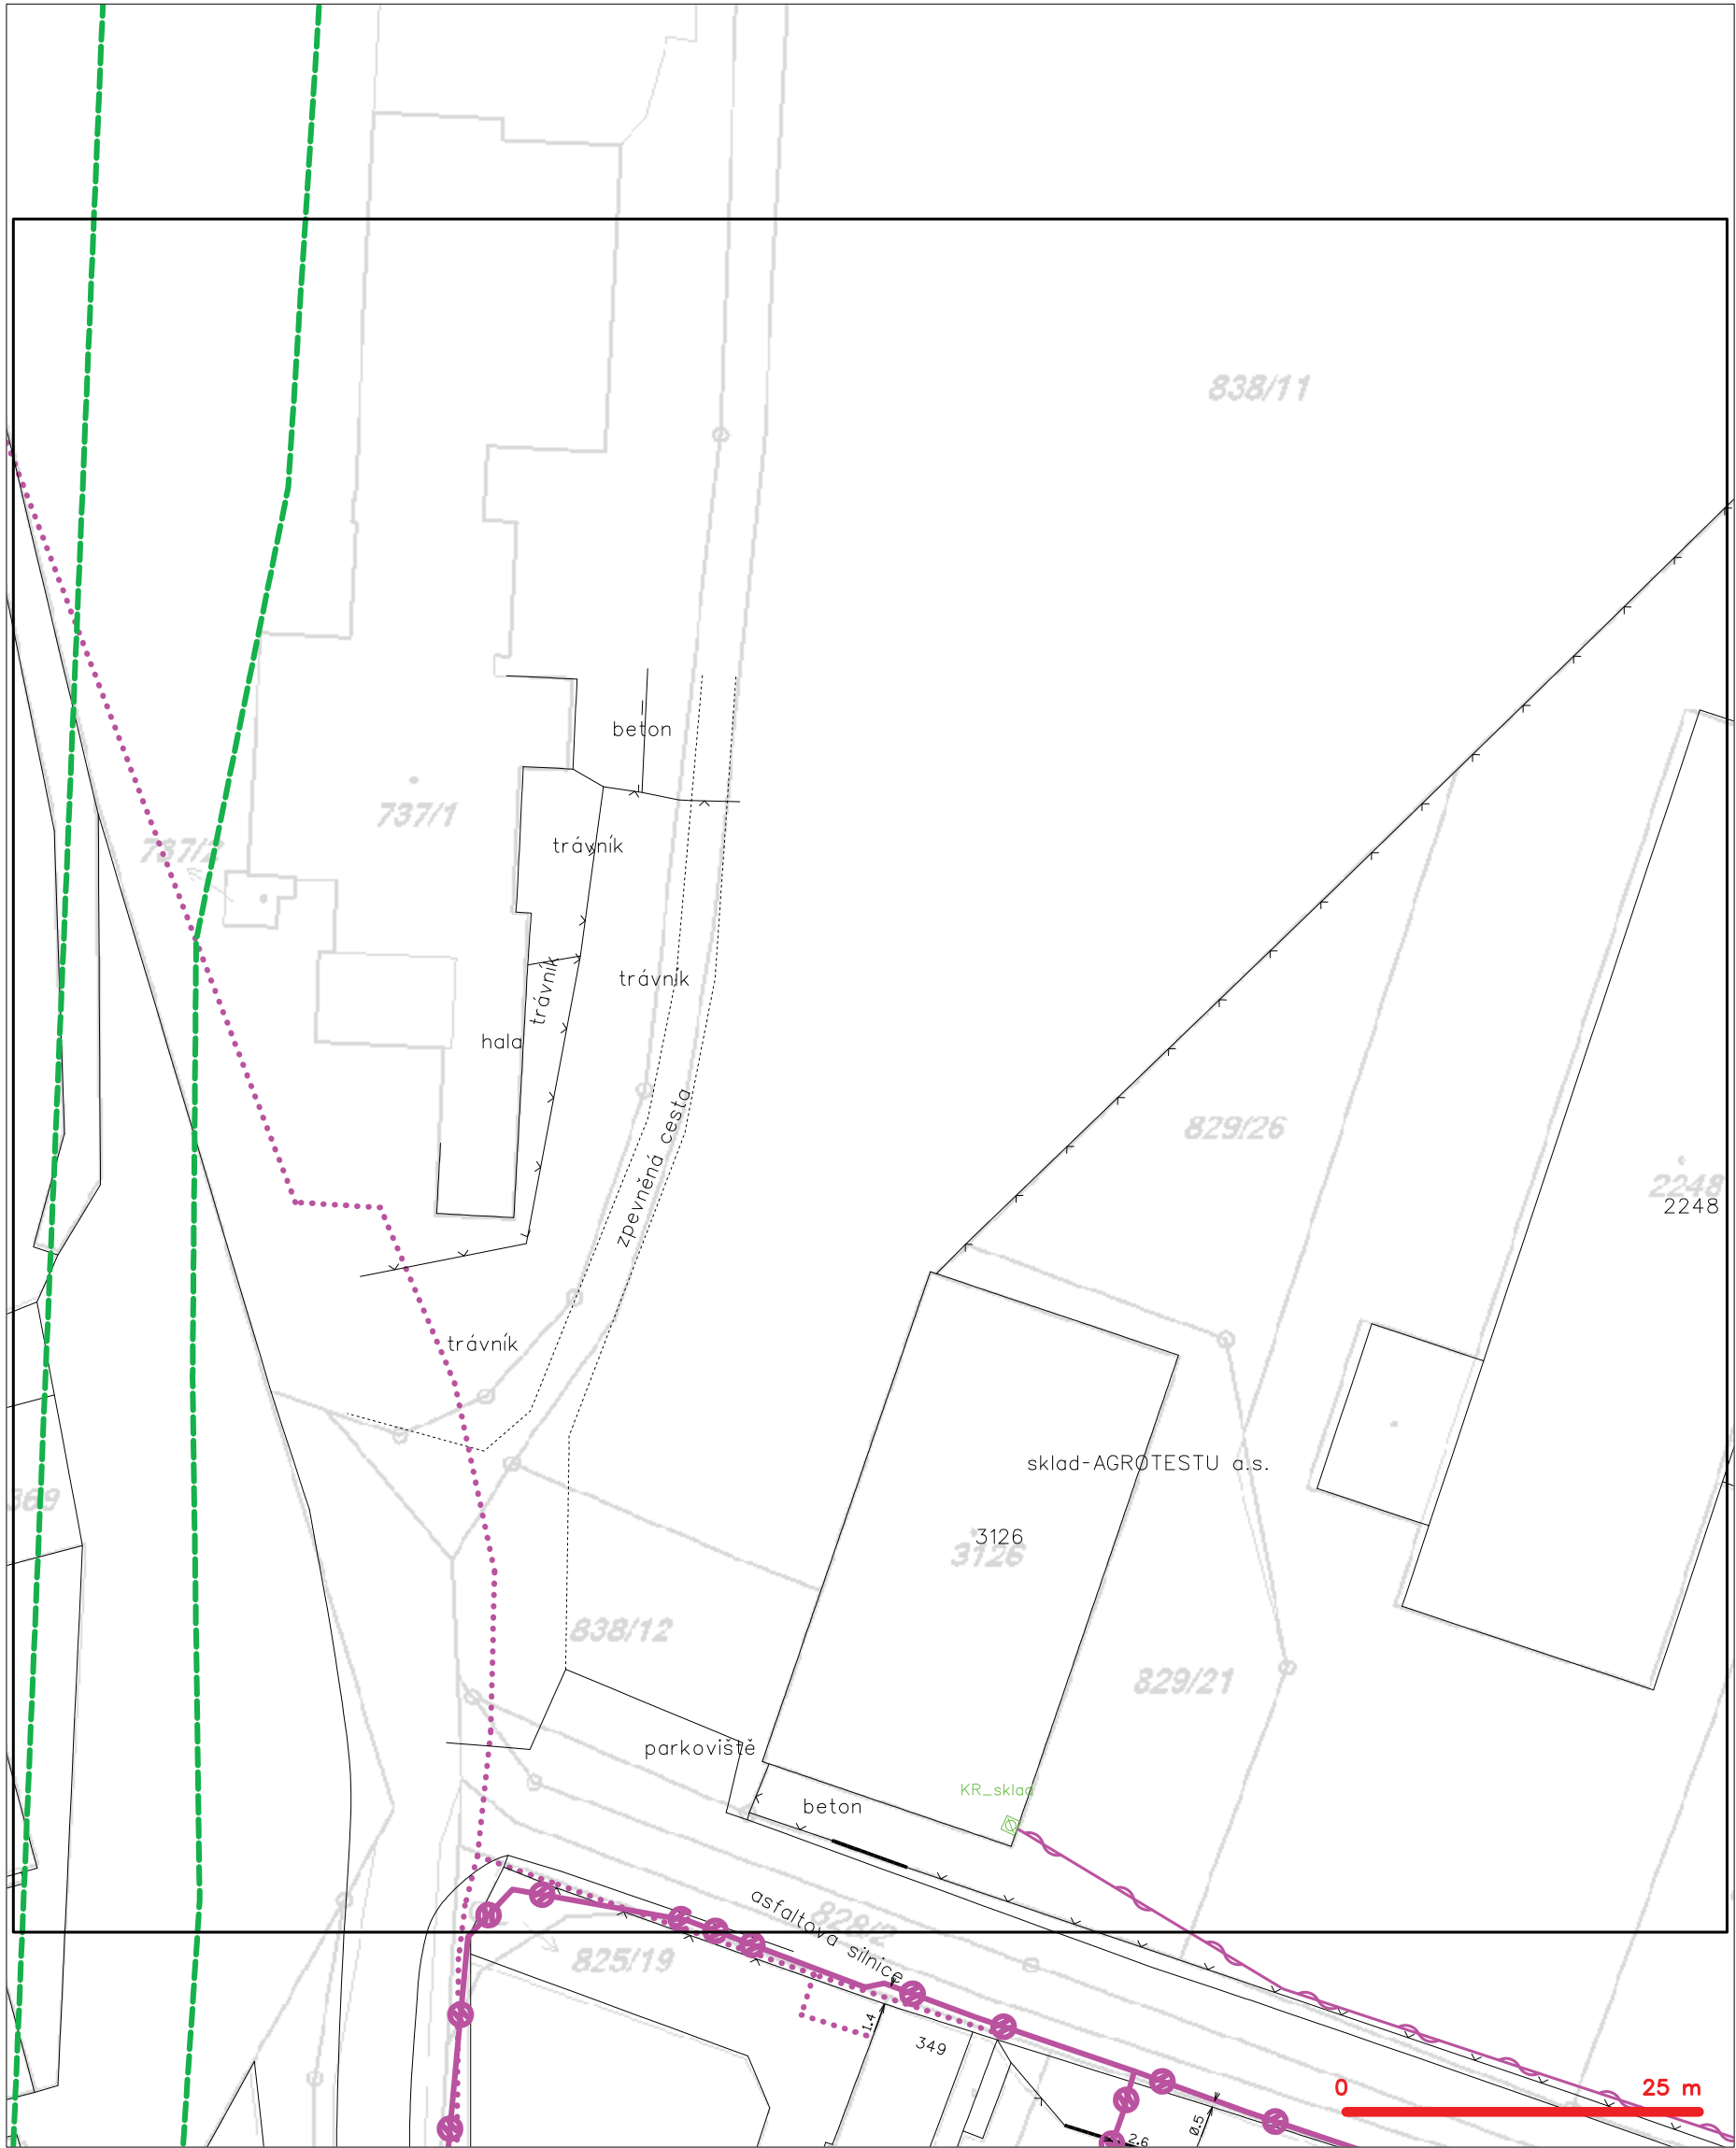 838/11
beton
737/1
737/2
trávník
trávník
trávník
hala
zpevněná cesta
829/26
2248
2248
trávník
sklad-AGROTESTU a.s.
3126
3126
838/12
829/21
parkoviště
KR_sklad
beton
asfaltova silnice
828/2
825/19
1.4
349
0
25 m
0.5
2.6